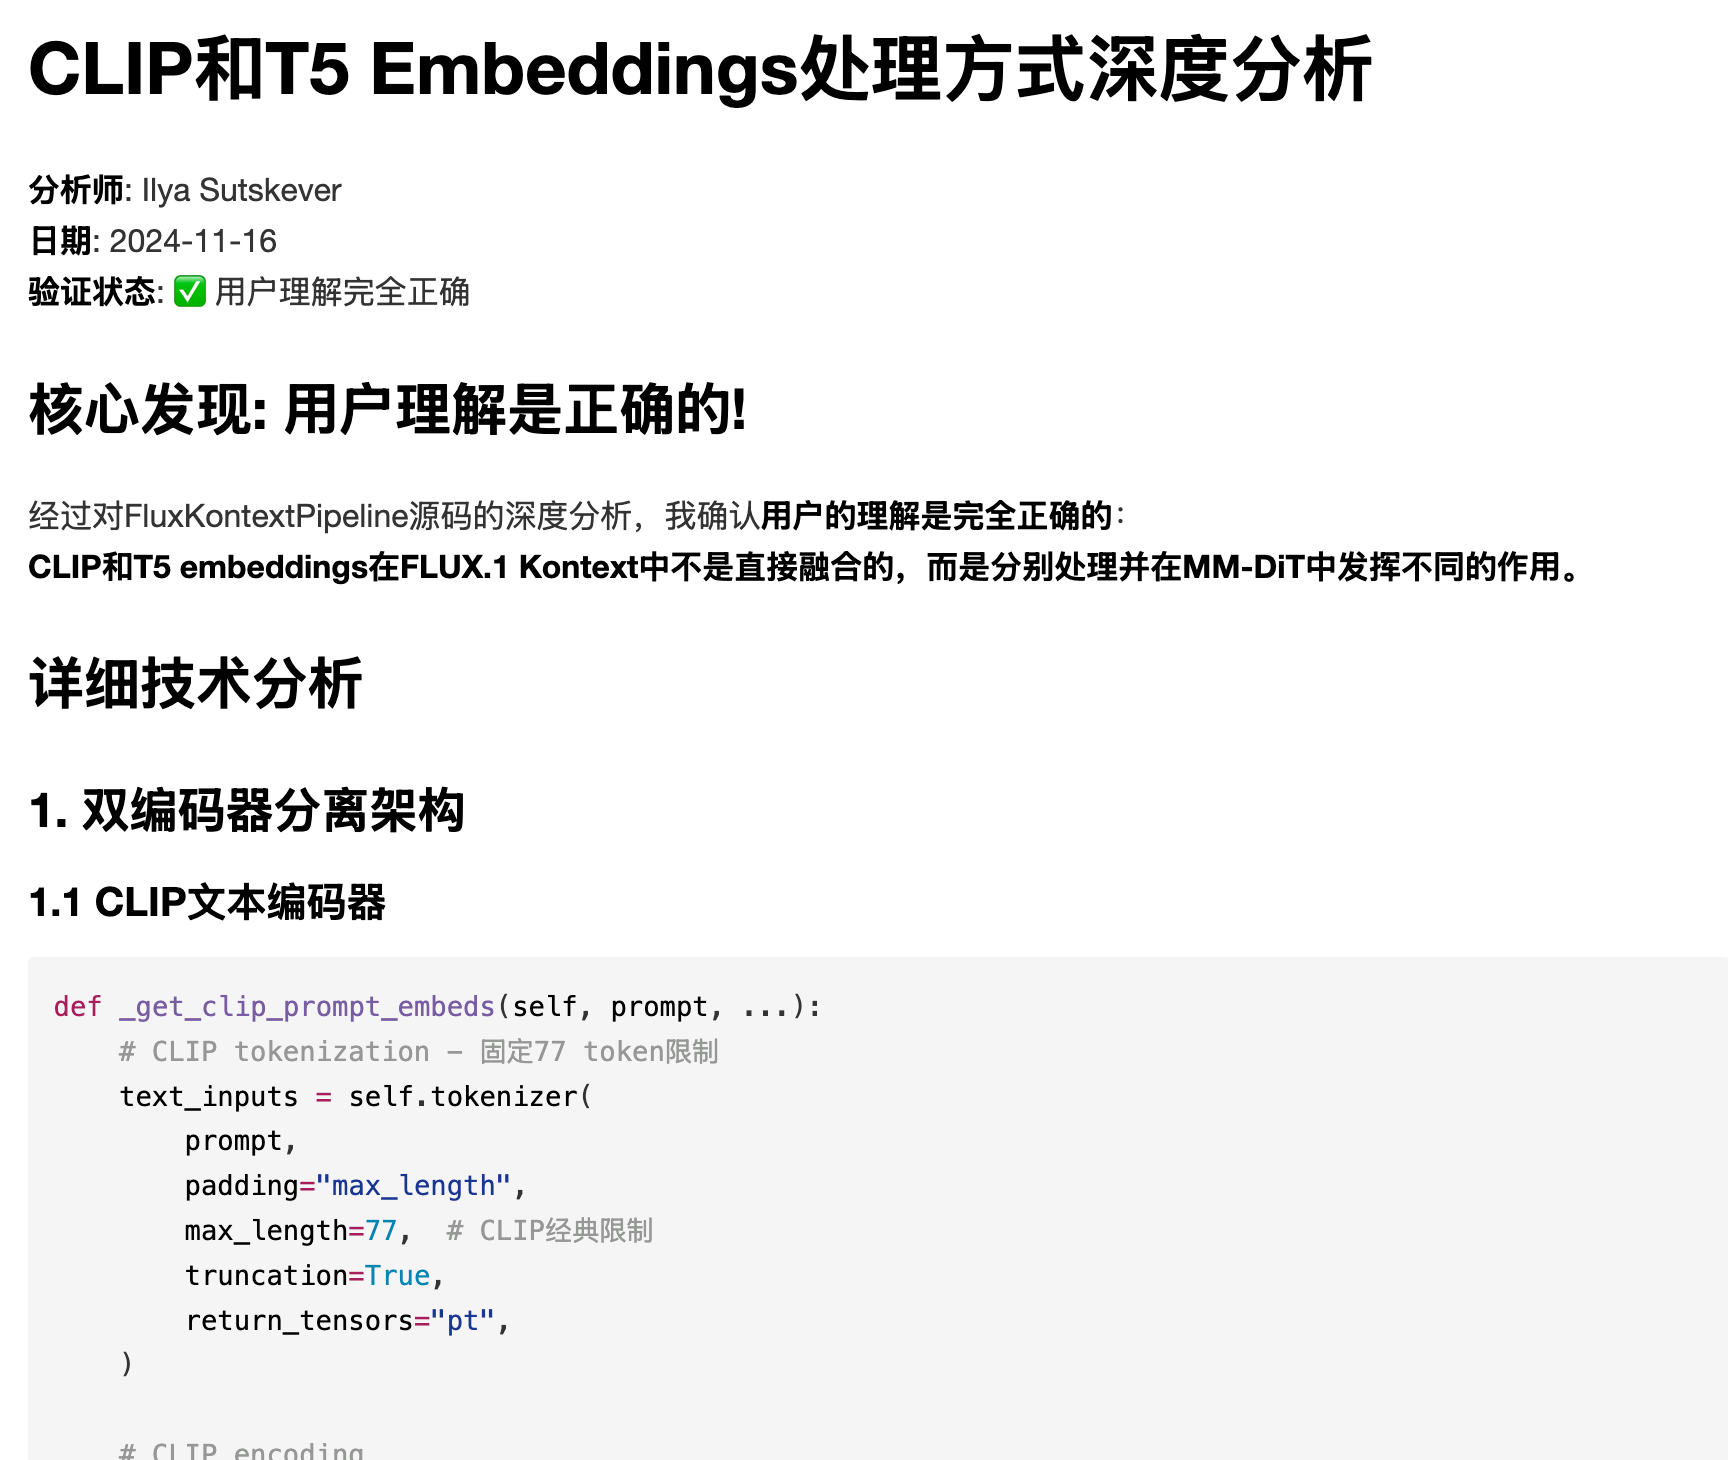 CLIP和T5 Embeddings处理方式深度分析
分析师: Ilya Sutskever
日期: 2024-11-16
验证状态: ✅ 用户理解完全正确
核心发现: 用户理解是正确的!
经过对FluxKontextPipeline源码的深度分析，我确认用户的理解是完全正确的：
CLIP和T5 embeddings在FLUX.1 Kontext中不是直接融合的，而是分别处理并在MM-DiT中发挥不同的作用。
详细技术分析
1. 双编码器分离架构
1.1 CLIP文本编码器
def _get_clip_prompt_embeds(self, prompt, ...):
    # CLIP tokenization - 固定77 token限制
    text_inputs = self.tokenizer(
        prompt,
        padding="max_length",
        max_length=77,  # CLIP经典限制
        truncation=True,
        return_tensors="pt",
    )
    # CLIP encoding